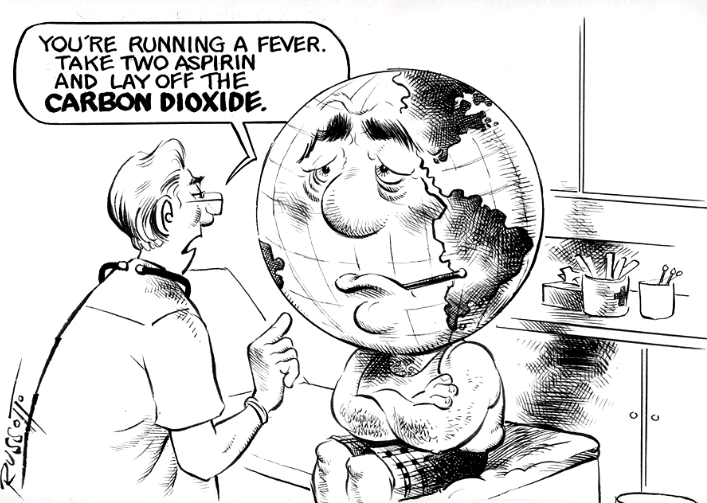 YOU'RE RUNNING A FEVER.
TAKE TWO ASPIRIN
AND LAY OFF THE
CARBON DIOXIDE.